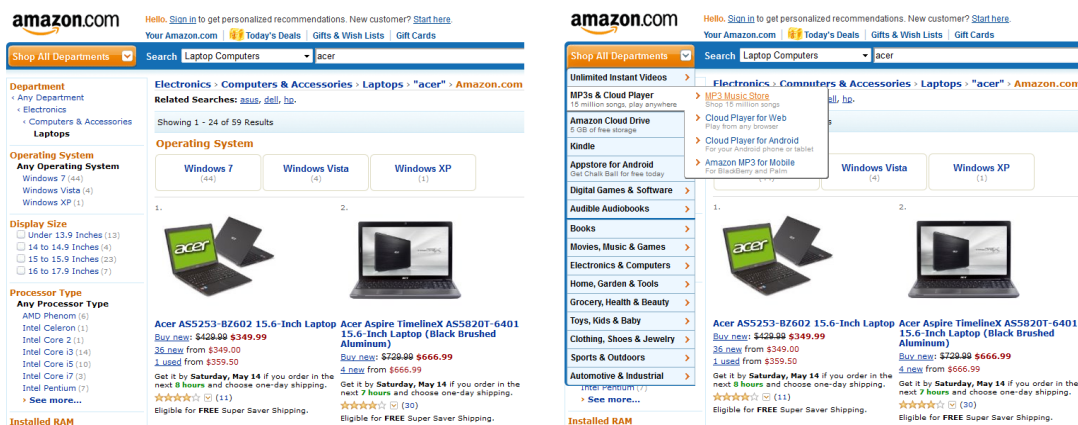 amazon.com
Hello. Sign in to get personalized recommendations. New customer? Start here.
Your Amazon.com | Today's Deals | Gifts & Wish Lists | Gift Cards
Shop All Departments
Search Laptop Computers acer
Department
‹ Any Department
‹ Electronics
‹ Computers & Accessories
Laptops
Operating System
Any Operating System
Windows 7 (44)
Windows Vista (4)
Windows XP (1)
Display Size
Under 13.9 Inches (13)
14 to 14.9 Inches (4)
15 to 15.9 Inches (23)
16 to 17.9 Inches (7)
Processor Type
Any Processor Type
AMD Phenom (6)
Intel Celeron (1)
Intel Core 2 (1)
Intel Core i3 (14)
Intel Core i5 (10)
Intel Core i7 (3)
Intel Pentium (7)
› See more...
Installed RAM
Electronics › Computers & Accessories › Laptops › "acer" › Amazon.com
Related Searches: asus, dell, hp.
Showing 1 - 24 of 59 Results
Operating System
Windows 7
(44)
Windows Vista
(4)
Windows XP
(1)
1.
acer
Acer AS5253-BZ602 15.6-Inch Laptop
Buy new: $429.99 $349.99
36 new from $349.00
1 used from $359.50
Get it by Saturday, May 14 if you order in the
next 8 hours and choose one-day shipping.
(11)
Eligible for FREE Super Saver Shipping.
2.
Acer Aspire TimelineX AS5820T-6401
15.6-Inch Laptop (Black Brushed
Aluminum)
Buy new: $729.99 $666.99
4 new from $666.99
Get it by Saturday, May 14 if you order in the
next 7 hours and choose one-day shipping.
(30)
Eligible for FREE Super Saver Shipping.
amazon.com
Hello. Sign in to get personalized recommendations. New customer? Start here.
Your Amazon.com | Today's Deals | Gifts & Wish Lists | Gift Cards
Shop All Departments
Search Laptop Computers acer
Unlimited Instant Videos
MP3s & Cloud Player
15 million songs, play anywhere
Amazon Cloud Drive
5 GB of free storage
Kindle
Appstore for Android
Get Chalk Ball for free today
Digital Games & Software
Audible Audiobooks
Books
Movies, Music & Games
Electronics & Computers
Home, Garden & Tools
Grocery, Health & Beauty
Toys, Kids & Baby
Clothing, Shoes & Jewelry
Sports & Outdoors
Automotive & Industrial
Intel Pentium (7)
› See more...
Installed RAM
MP3 Music Store
Shop 15 million songs
Cloud Player for Web
Play from any browser
Cloud Player for Android
For your Android phone or tablet
Amazon MP3 for Mobile
For BlackBerry and Palm
Electronics › Computers & Accessories › Laptops › "acer" › Amazon.com
hp.
Windows Vista
(4)
Windows XP
(1)
1.
acer
Acer AS5253-BZ602 15.6-Inch Laptop
Buy new: $429.99 $349.99
36 new from $349.00
1 used from $359.50
Get it by Saturday, May 14 if you order in the
next 8 hours and choose one-day shipping.
(11)
Eligible for FREE Super Saver Shipping.
2.
Acer Aspire TimelineX AS5820T-6401
15.6-Inch Laptop (Black Brushed
Aluminum)
Buy new: $729.99 $666.99
4 new from $666.99
Get it by Saturday, May 14 if you order in the
next 7 hours and choose one-day shipping.
(30)
Eligible for FREE Super Saver Shipping.